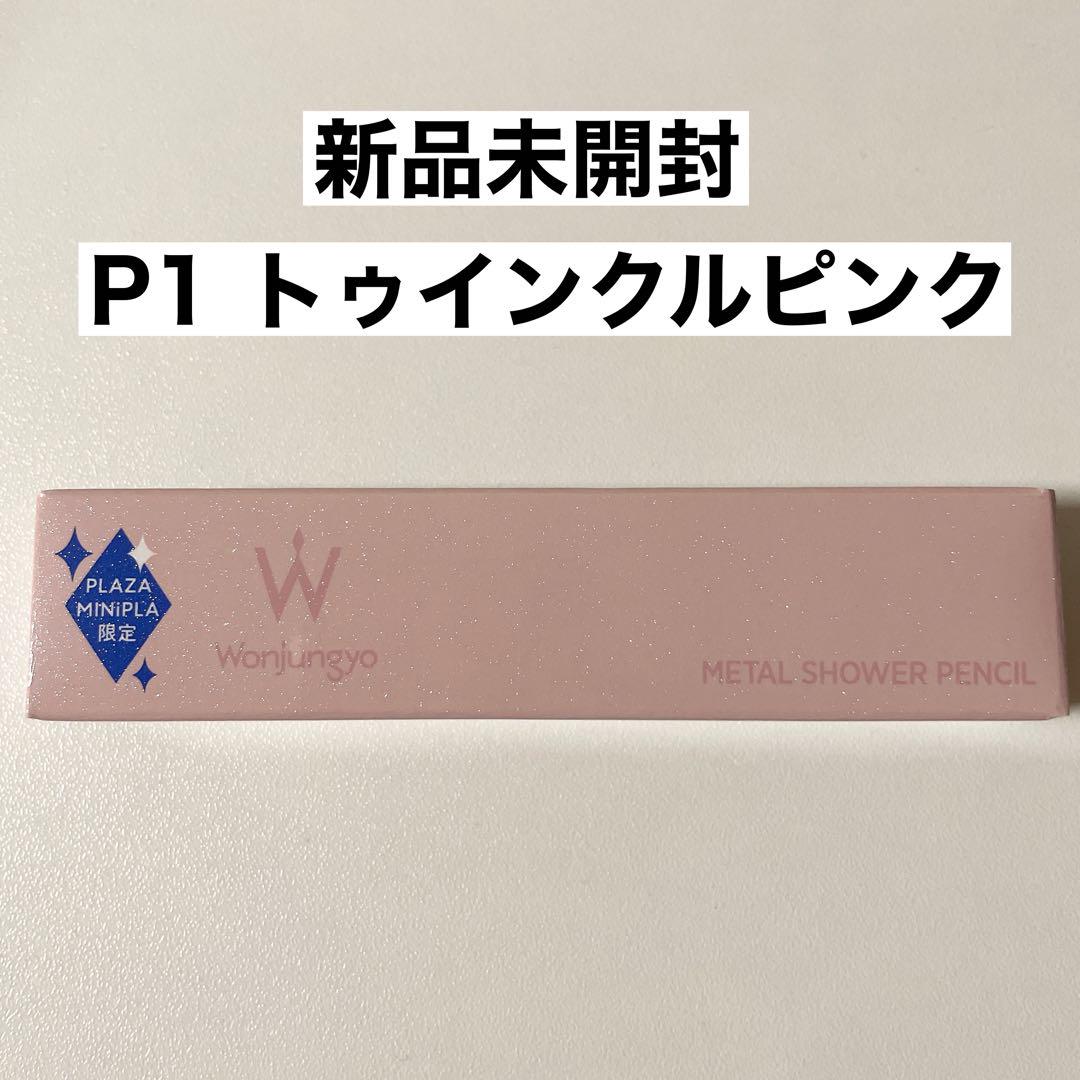 新品未開封
P1 トゥインクルピンク
PLAZA
MINiPLA
限定
W
Wonjungyo
METAL SHOWER PENCIL